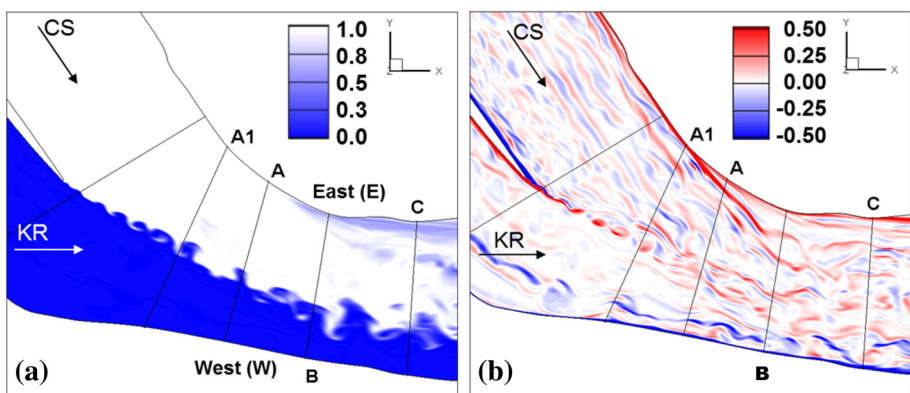 CS
1.0
0.8
0.5
0.3
0.0
Y
Z
X
A1
A
East (E)
C
KR
West (W)
B
(a)
CS
0.50
0.25
0.00
-0.25
-0.50
Y
Z
X
A1
A
C
KR
B
(b)